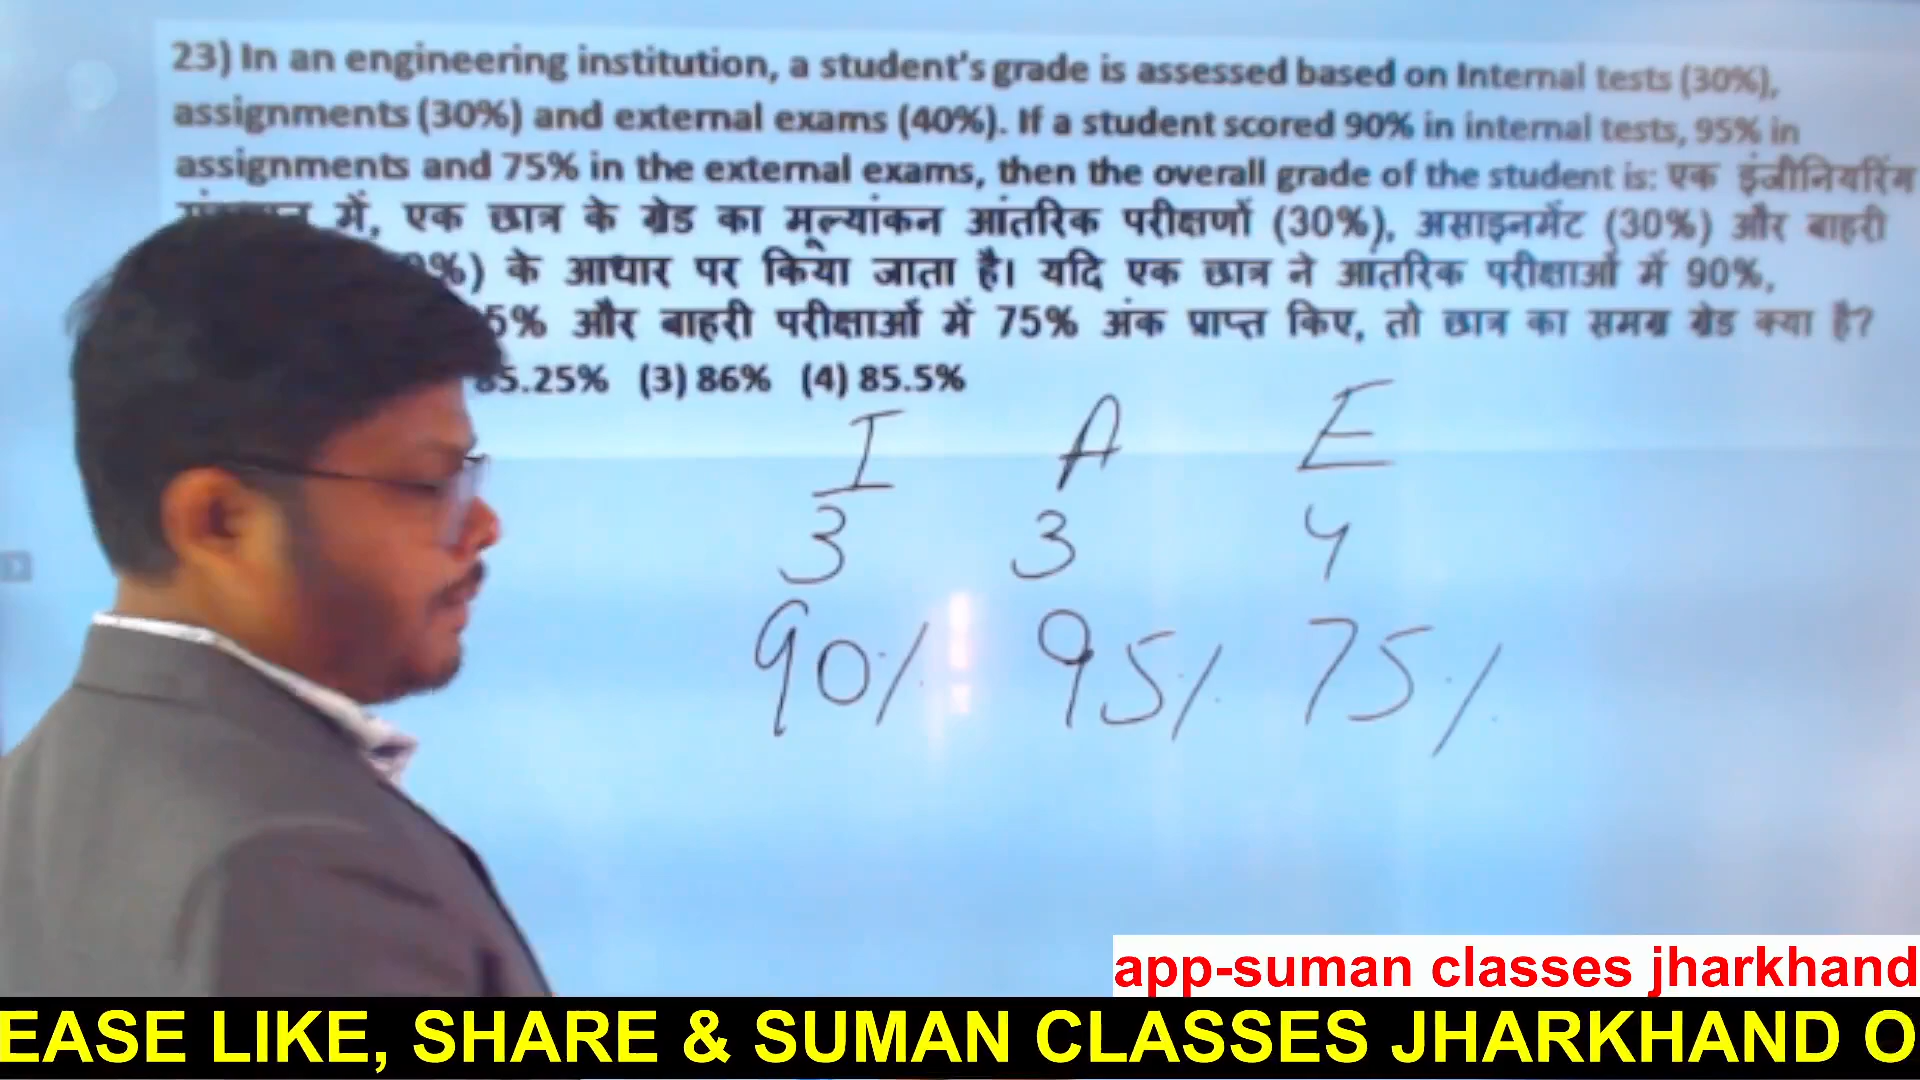 23) In an engineering institution, a student's grade is assessed based on Internal tests (30%),
assignments (30%) and external exams (40%). If a student scored 90% in internal tests, 95% in
assignments and 75% in the external exams, then the overall grade of the student is: एक इंजीनियरिंग
में, एक छात्र के ग्रेड का मूल्यांकन आंतरिक परीक्षणों (30%), असाइनमेंट (30%) और बाहरी
%) के आधार पर किया जाता है। यदि एक छात्र ने आंतरिक परीक्षाओं में 90%,
5% और बाहरी परीक्षाओं में 75% अंक प्राप्त किए, तो छात्र का समग्र ग्रेड क्या है?
85.25% (3) 86% (4) 85.5%
I A E
3 3 4
90% 95% 75%
app-suman classes jharkhand
EASE LIKE, SHARE & SUMAN CLASSES JHARKHAND O